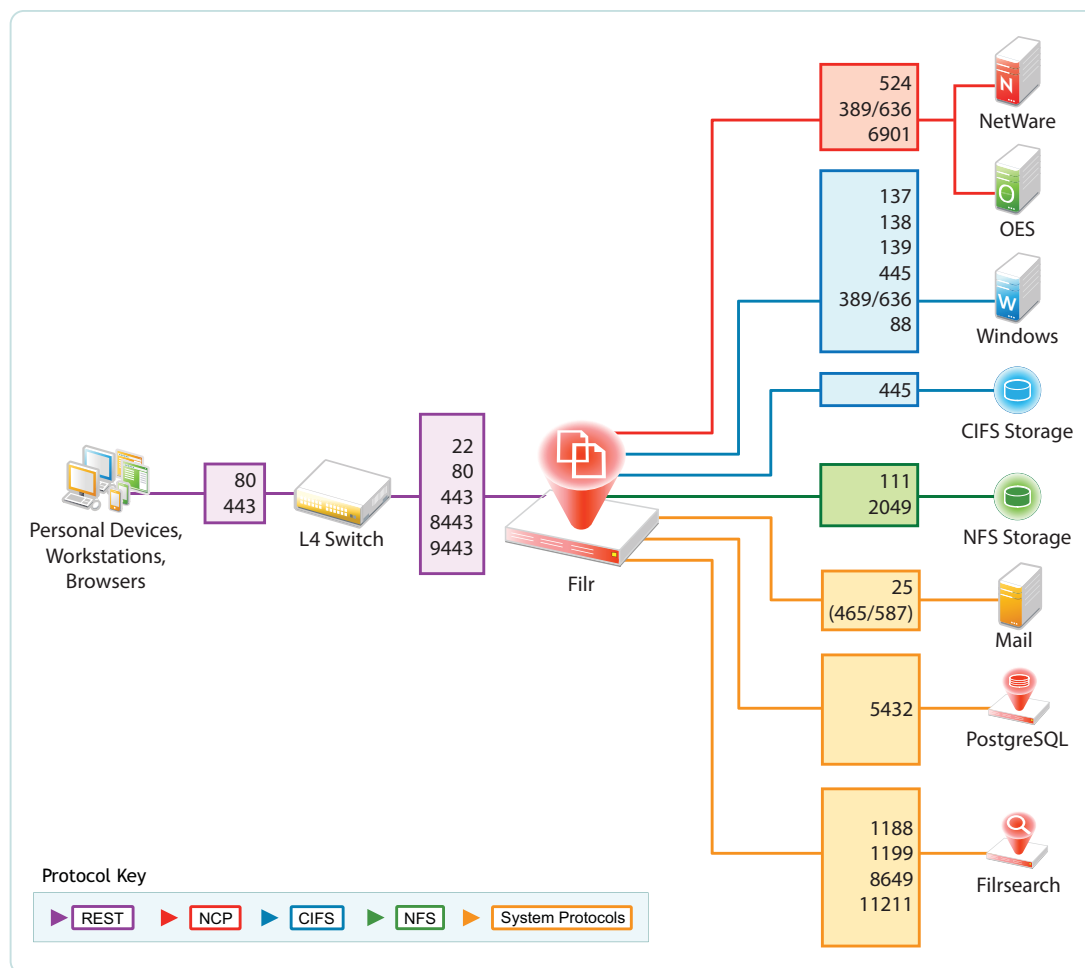 524
389/636
6901
N
NetWare
O
OES
137
138
139
445
389/636
88
W
Windows
445
CIFS Storage
80
443
Personal Devices,
Workstations,
Browsers
L4 Switch
22
80
443
8443
9443
Filr
111
2049
NFS Storage
25
(465/587)
Mail
5432
PostgreSQL
1188
1199
8649
11211
Filrsearch
Protocol Key
REST
NCP
CIFS
NFS
System Protocols